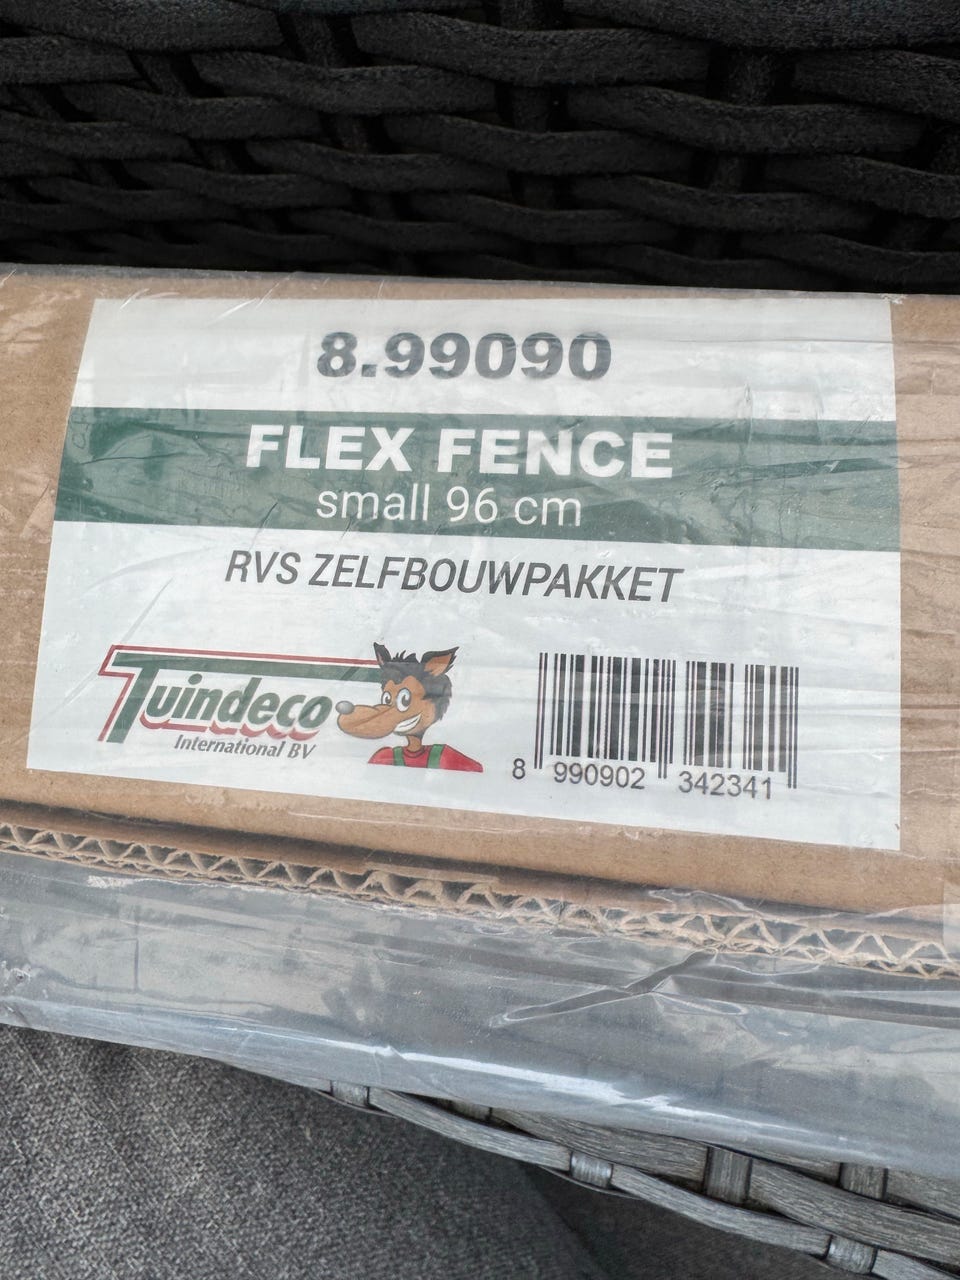 8.99090
FLEX FENCE
small 96 cm
RVS ZELFBOUWPAKKET
Tuindeco
International BV
8 990902 342341